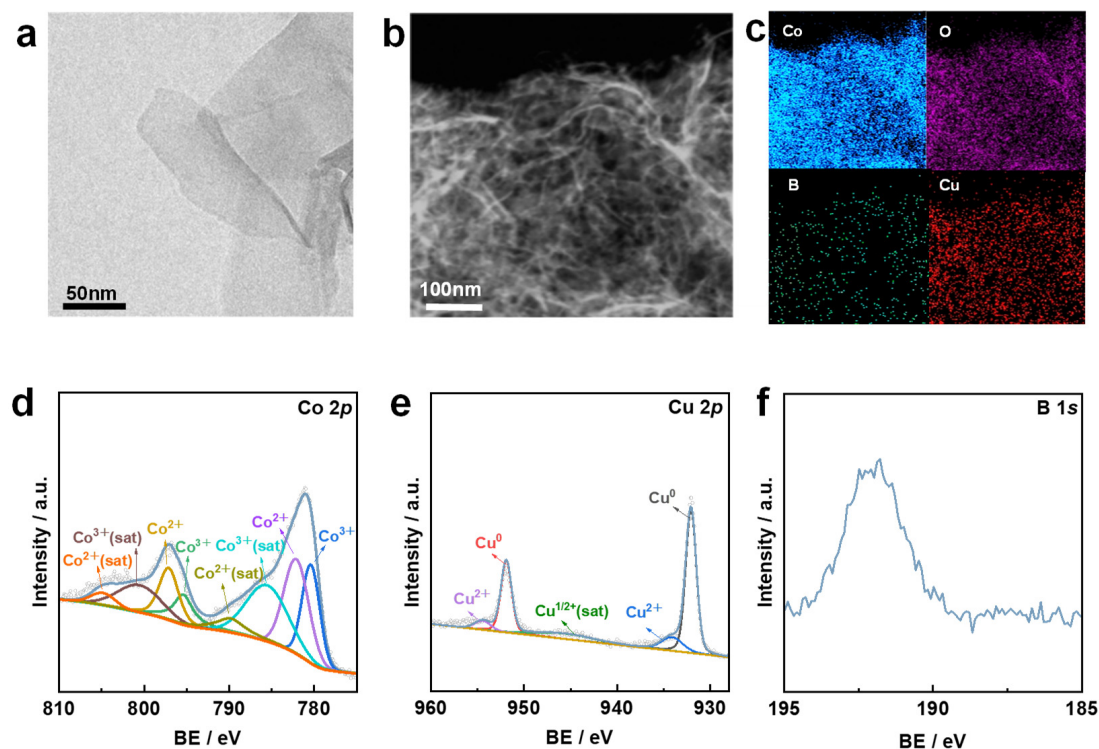 a
50nm
b
100nm
c
Co
O
B
Cu
d
Co 2p
Co³⁺(sat)
Co²⁺
Co²⁺(sat)
Co³⁺
Co³⁺(sat)
Co²⁺
Co²⁺(sat)
Co³⁺
Intensity / a.u.
810 800 790 780
BE / eV
e
Cu 2p
Cu⁰
Cu⁰
Cu²⁺
Cu^1/2+(sat)
Cu²⁺
Intensity / a.u.
960 950 940 930
BE / eV
f
B 1s
Intensity / a.u.
195 190 185
BE / eV